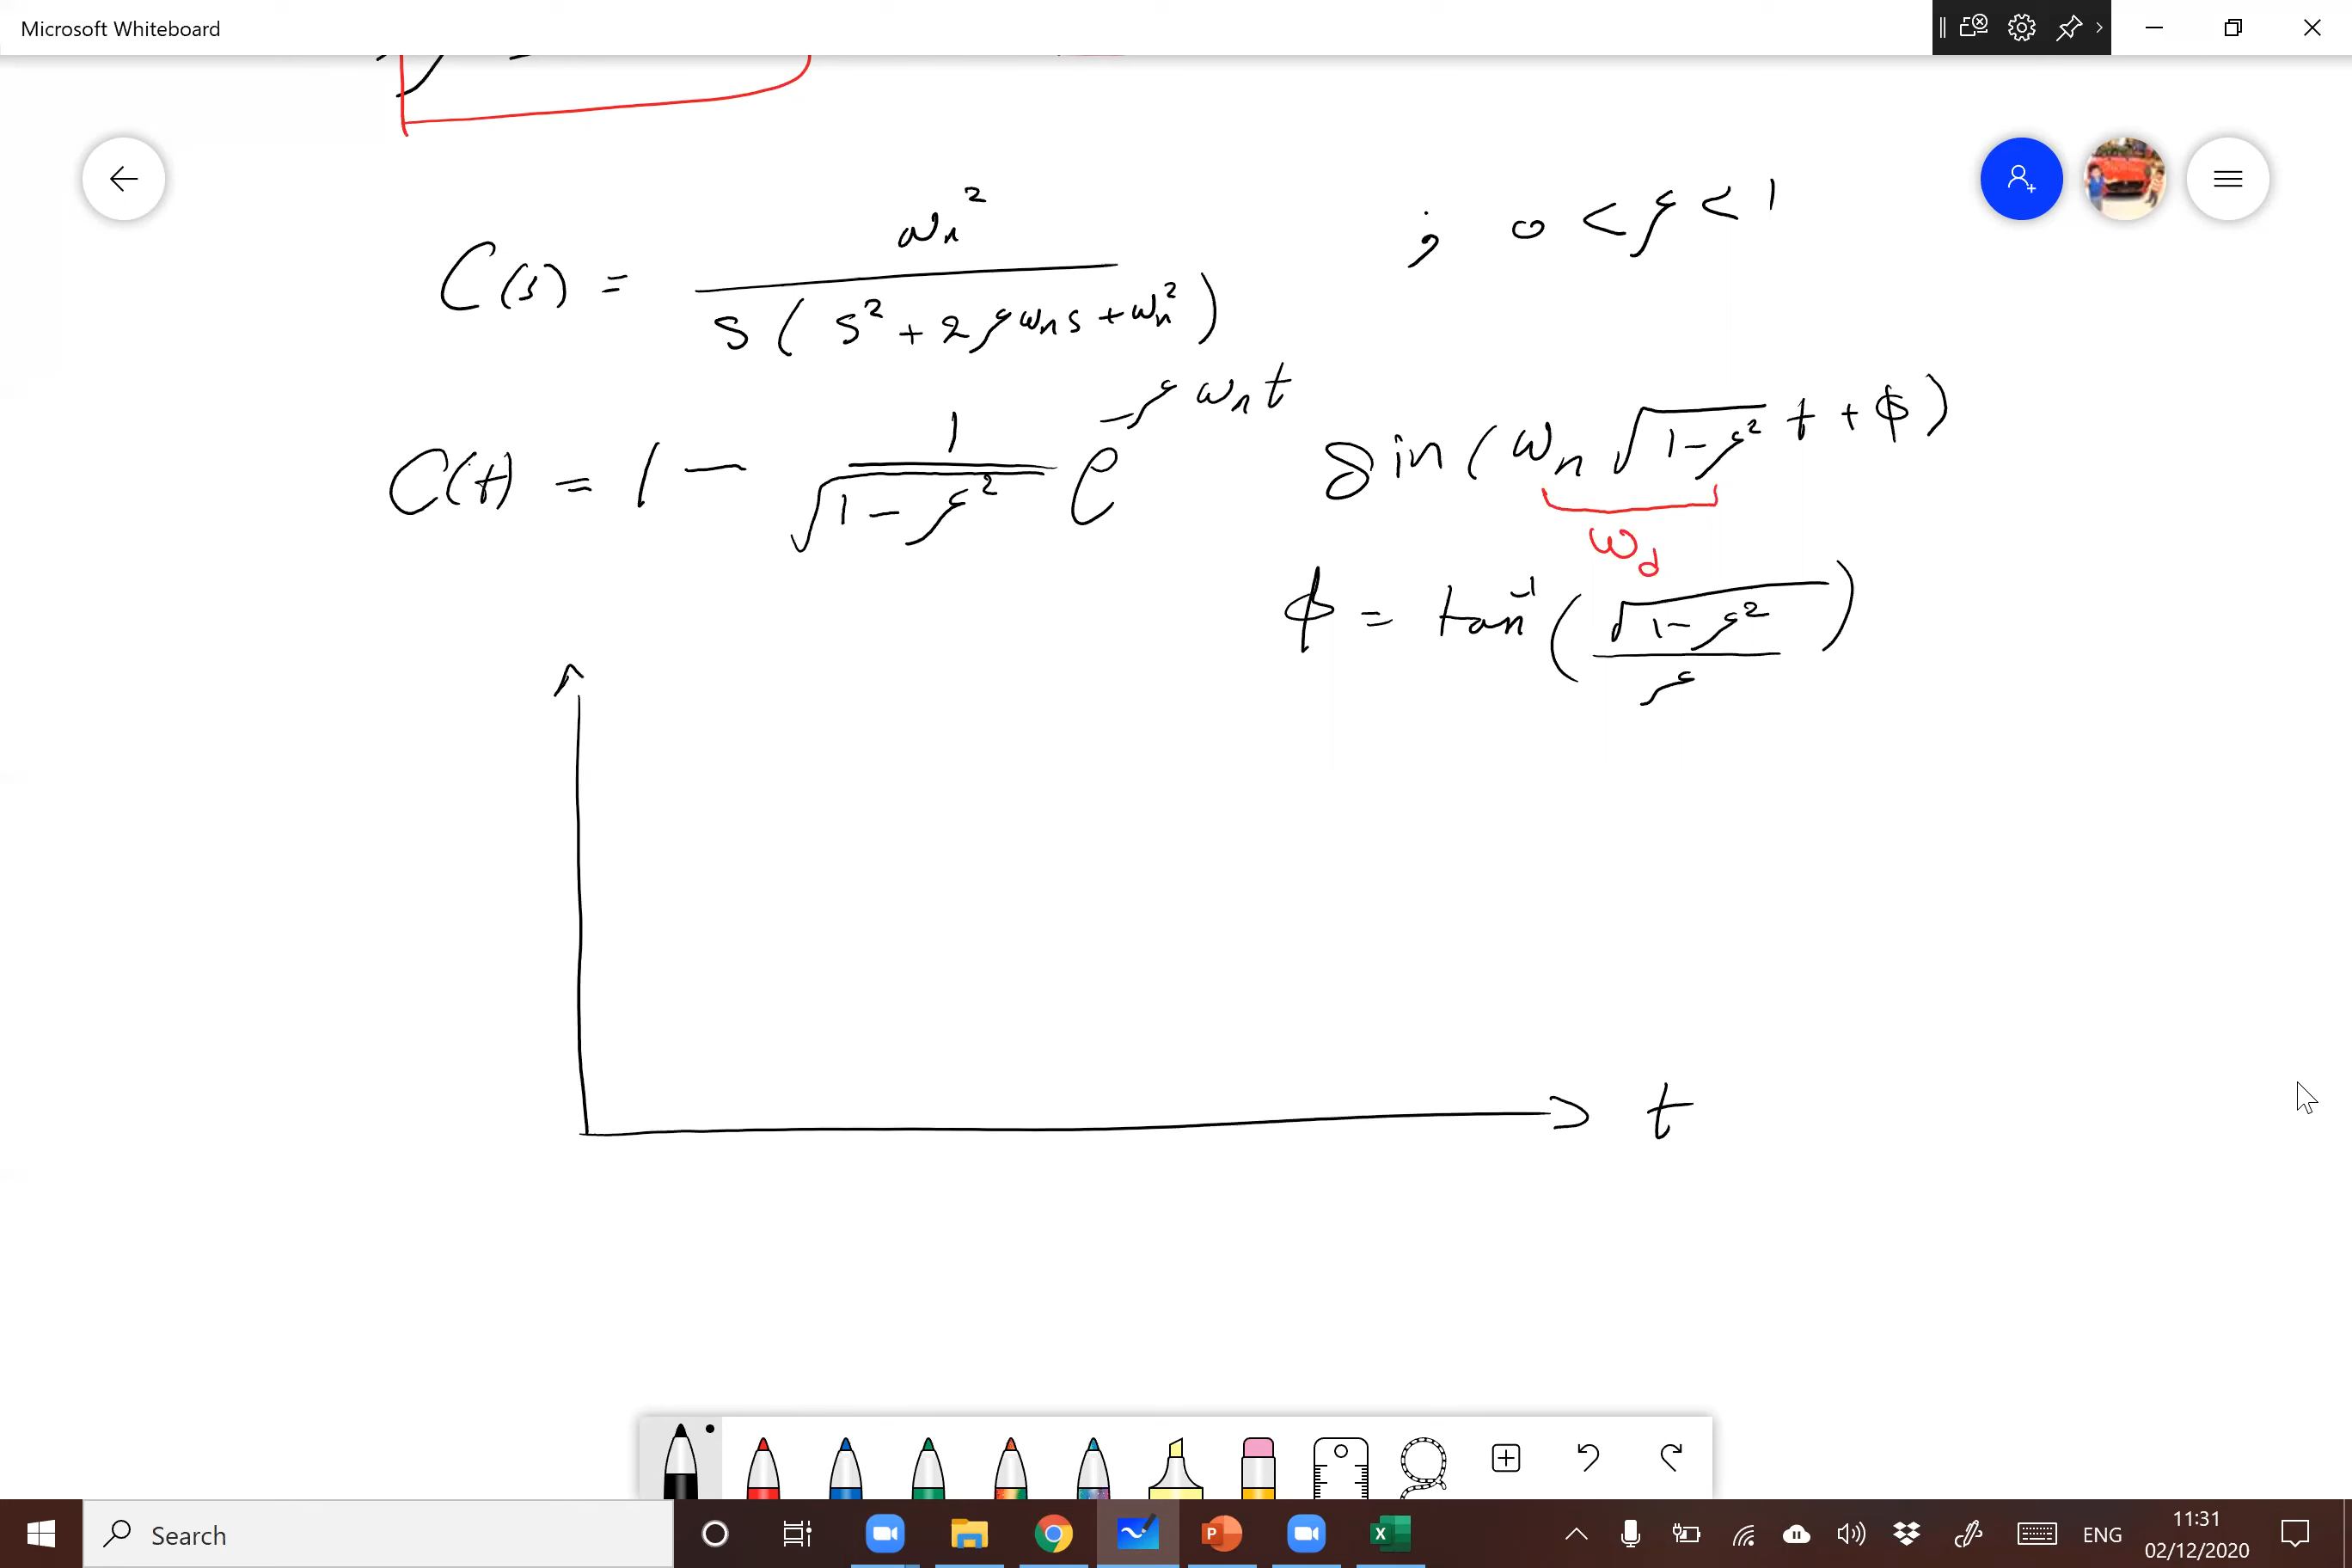 Microsoft Whiteboard
C(s) = ωn² / s(s² + 2ζωns + ωn²) ; 0 < ζ < 1
C(t) = 1 - 1/√(1-ζ²) e^(-ζωnt) sin(ωn√(1-ζ²) t + φ)
ωd
φ = tan⁻¹(√(1-ζ²)/ζ)
t
Search
ENG
11:31
02/12/2020